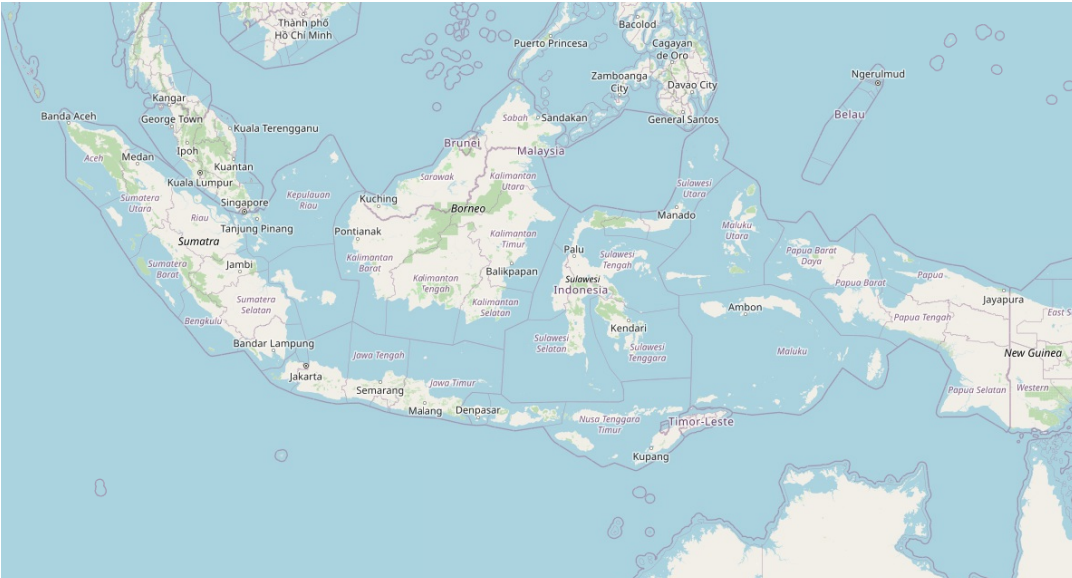 Thành phố
Hồ Chí Minh
Bacolod
Puerto Princesa
Cagayan
de Oro
Zamboanga
City
Davao City
Ngerulmud
Kangar
Banda Aceh
George Town
Kuala Terengganu
Sabah
Sandakan
General Santos
Belau
Ipoh
Brunei
Malaysia
Aceh
Medan
Kuantan
Kuala Lumpur
Sarawak
Kalimantan
Utara
Sulawesi
Utara
Sumatera
Utara
Kepulauan
Riau
Kuching
Singapore
Borneo
Riau
Manado
Tanjung Pinang
Pontianak
Kalimantan
Timur
Maluku
Utara
Sumatra
Palu
Papua Barat
Daya
Sumatera
Barat
Jambi
Kalimantan
Barat
Balikpapan
Sulawesi
Tengah
Papua
Kalimantan
Tengah
Sulawesi
Indonesia
Papua Barat
Sumatera
Selatan
Kalimantan
Selatan
Ambon
Jayapura
East S
Bengkulu
Papua Tengah
Kendari
Bandar Lampung
Sulawesi
Selatan
Sulawesi
Tenggara
Maluku
New Guinea
Jawa Tengah
Jakarta
Semarang
Jawa Timur
Papua Selatan
Western
Malang
Denpasar
Nusa Tenggara
Timur
Timor-Leste
Kupang